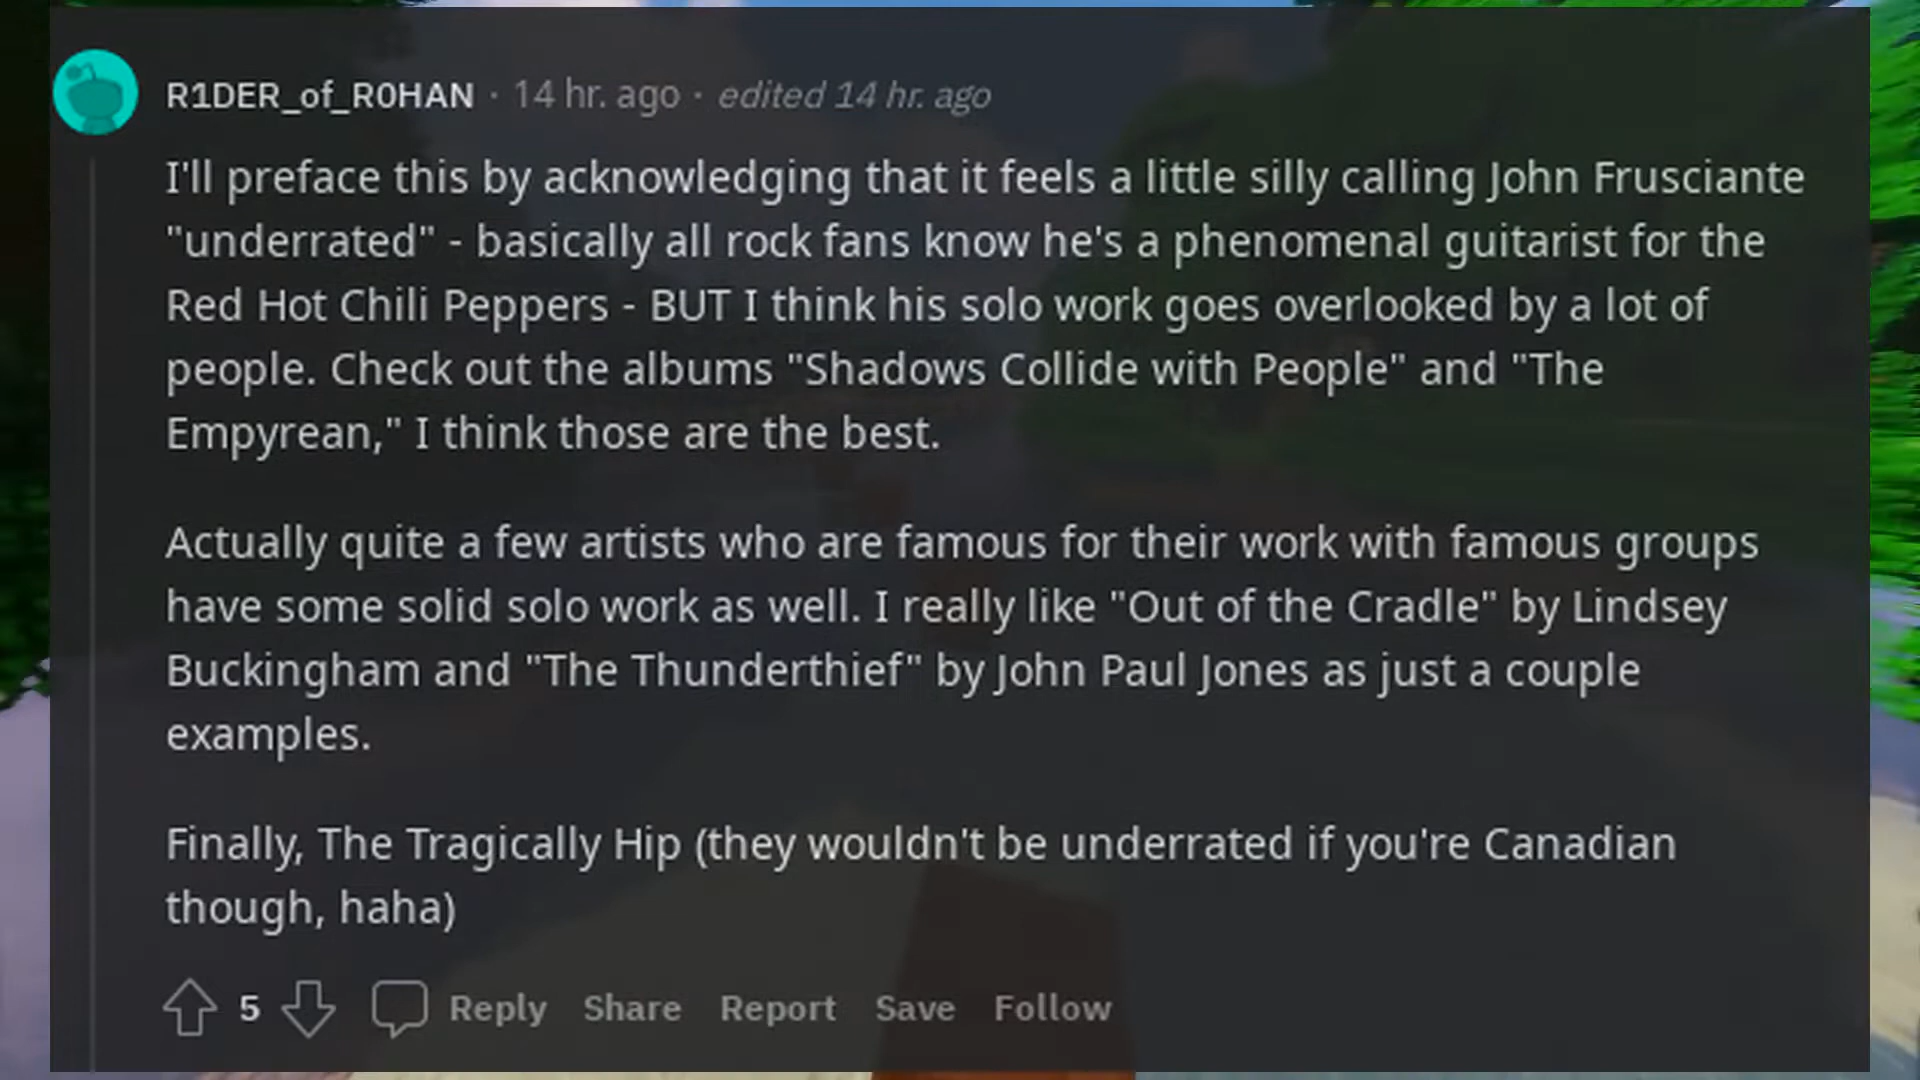 R1DER_of_R0HAN · 14 hr. ago · edited 14 hr. ago
I'll preface this by acknowledging that it feels a little silly calling John Frusciante
"underrated" - basically all rock fans know he's a phenomenal guitarist for the
Red Hot Chili Peppers - BUT I think his solo work goes overlooked by a lot of
people. Check out the albums "Shadows Collide with People" and "The
Empyrean," I think those are the best.
Actually quite a few artists who are famous for their work with famous groups
have some solid solo work as well. I really like "Out of the Cradle" by Lindsey
Buckingham and "The Thunderthief" by John Paul Jones as just a couple
examples.
Finally, The Tragically Hip (they wouldn't be underrated if you're Canadian
though, haha)
5 Reply Share Report Save Follow